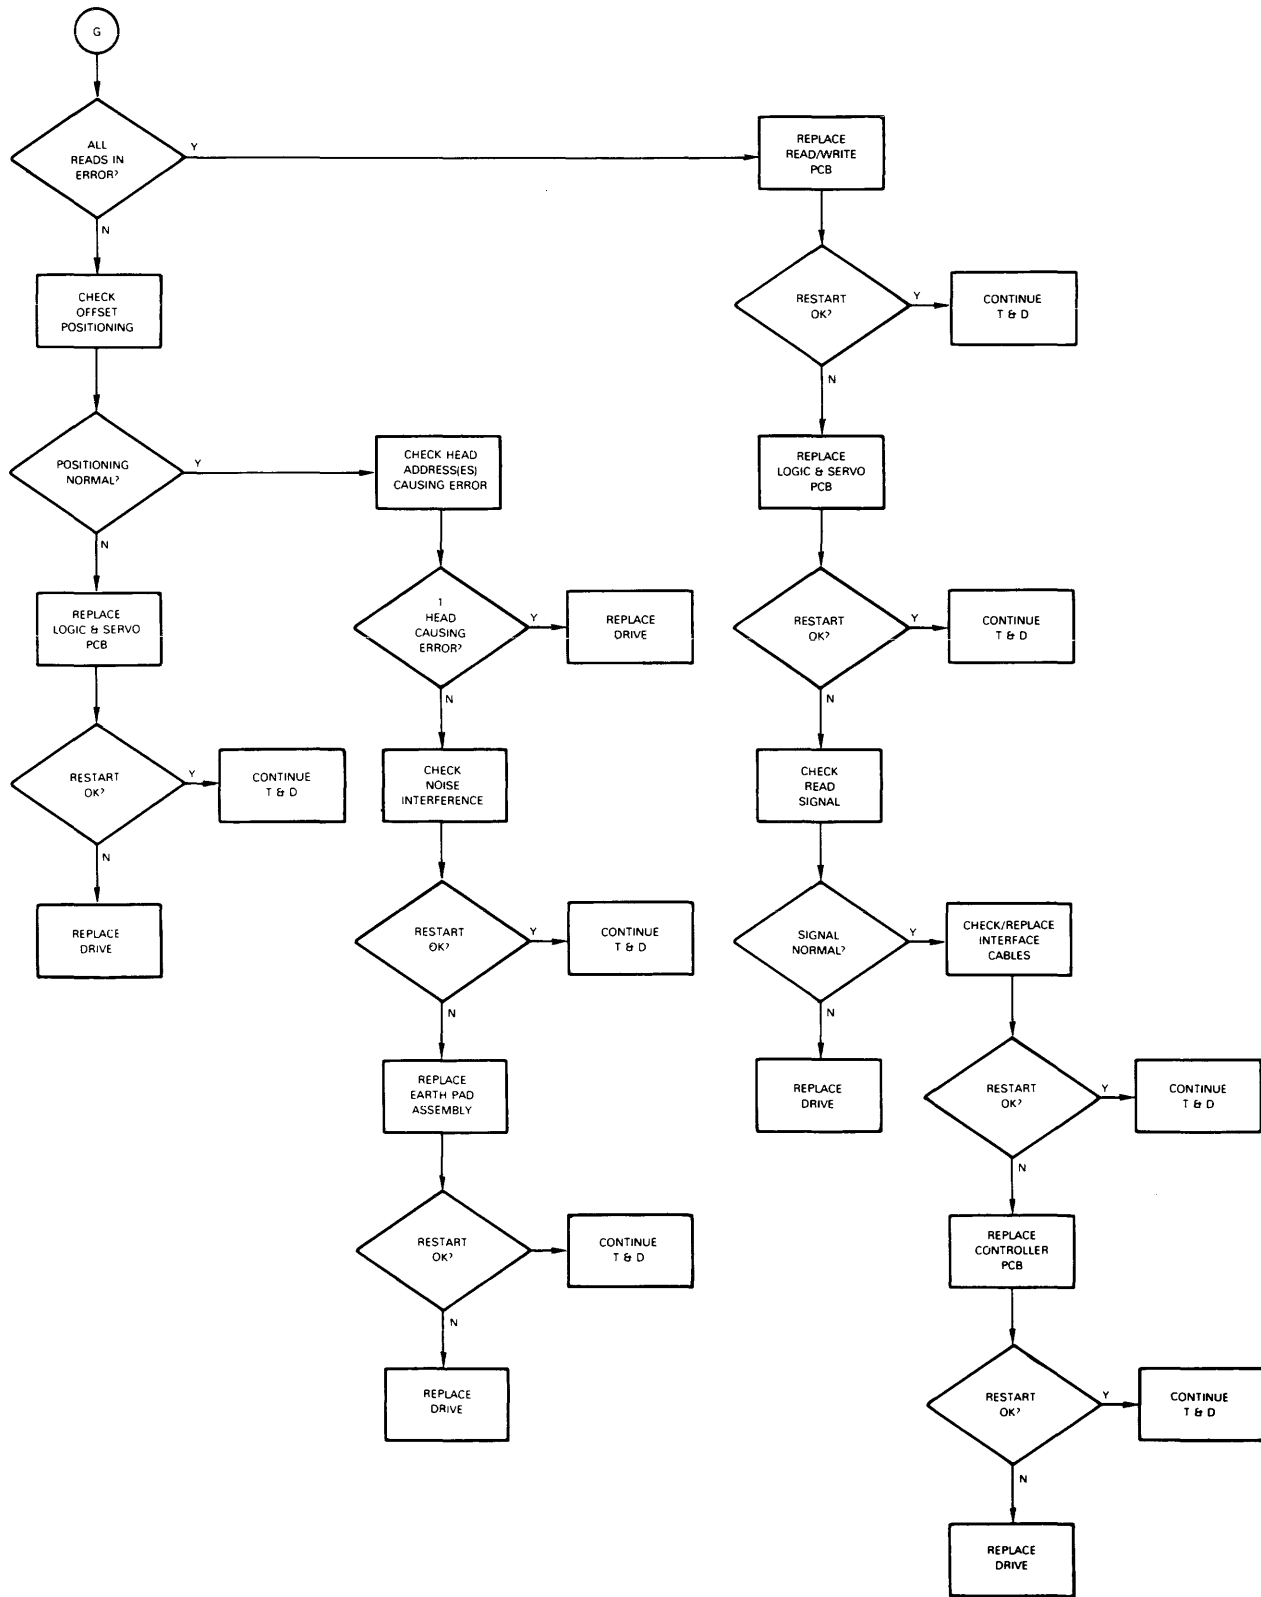 G
ALL
READS IN
ERROR?
Y
N
REPLACE
READ/WRITE
PCB
CHECK
OFFSET
POSITIONING
RESTART
OK?
Y
N
CONTINUE
T & D
POSITIONING
NORMAL?
Y
N
CHECK HEAD
ADDRESS(ES)
CAUSING ERROR
REPLACE
LOGIC & SERVO
PCB
REPLACE
LOGIC & SERVO
PCB
1
HEAD
CAUSING
ERROR?
Y
N
REPLACE
DRIVE
RESTART
OK?
Y
N
CONTINUE
T & D
RESTART
OK?
Y
N
CONTINUE
T & D
CHECK
NOISE
INTERFERENCE
CHECK
READ
SIGNAL
REPLACE
DRIVE
RESTART
OK?
Y
N
CONTINUE
T & D
SIGNAL
NORMAL?
Y
N
CHECK/REPLACE
INTERFACE
CABLES
REPLACE
EARTH PAD
ASSEMBLY
REPLACE
DRIVE
RESTART
OK?
Y
N
CONTINUE
T & D
RESTART
OK?
Y
N
CONTINUE
T & D
REPLACE
CONTROLLER
PCB
REPLACE
DRIVE
RESTART
OK?
Y
N
CONTINUE
T & D
REPLACE
DRIVE